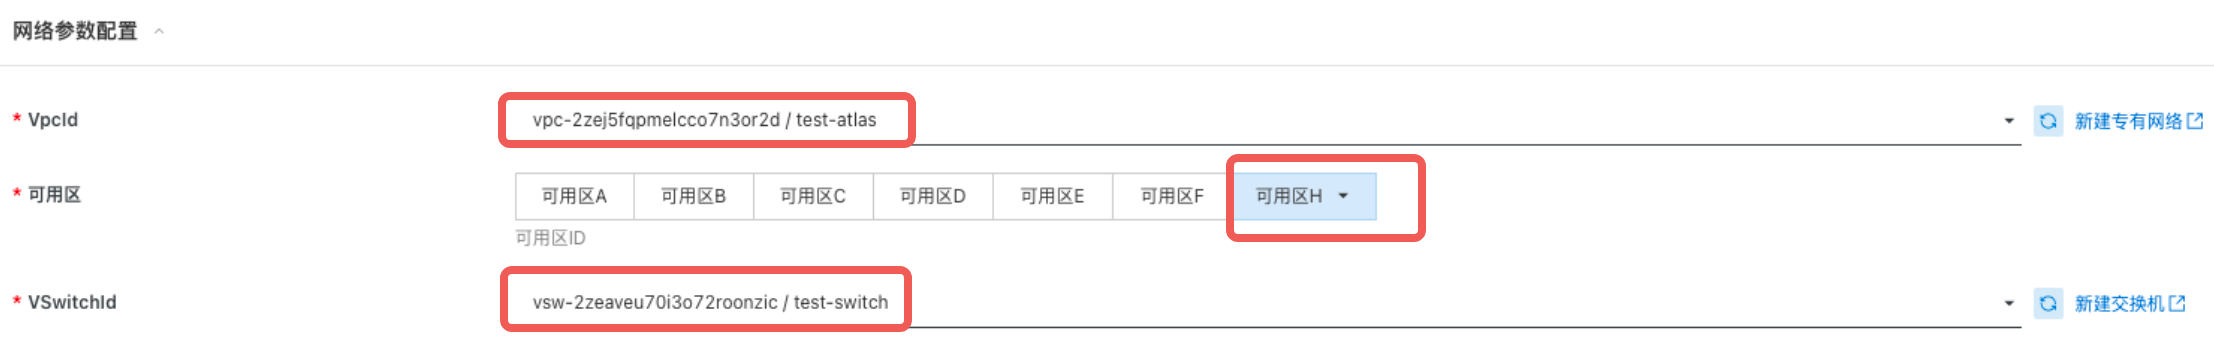 网络参数配置
* VpcId
vpc-2zej5fqpmelcco7n3or2d / test-atlas
新建专有网络
* 可用区
可用区A 可用区B 可用区C 可用区D 可用区E 可用区F 可用区H
可用区ID
* VSwitchId
vsw-2zeaveu70i3o72roonzic / test-switch
新建交换机